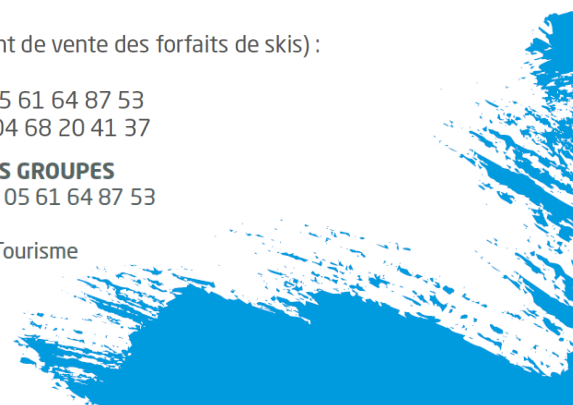 nt de vente des forfaits de skis) :
5 61 64 87 53
04 68 20 41 37
S GROUPES
05 61 64 87 53
Tourisme